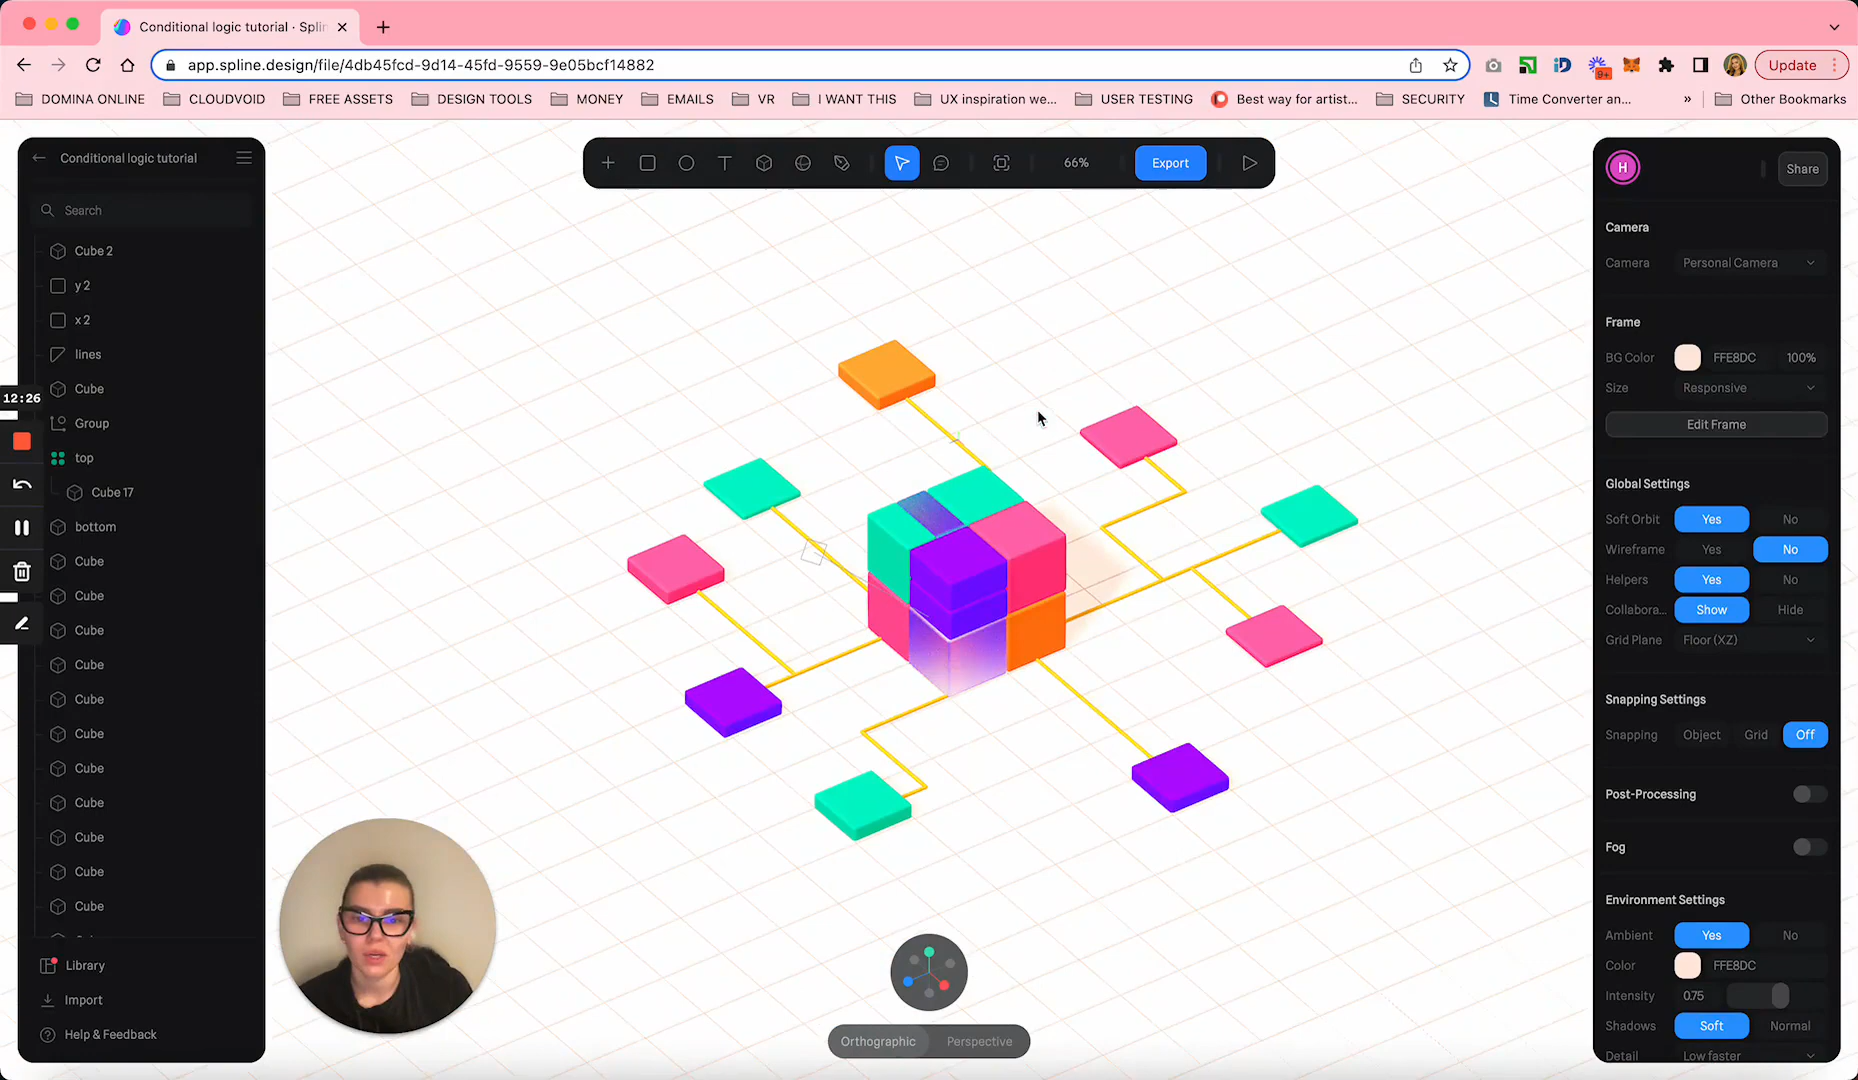 Conditional logic tutorial · Splin
app.spline.design/file/4db45fcd-9d14-45fd-9559-9e05bcf14882
9+
Update
DOMINA ONLINE
CLOUDVOID
FREE ASSETS
DESIGN TOOLS
MONEY
EMAILS
VR
I WANT THIS
UX inspiration we...
USER TESTING
Best way for artist...
SECURITY
Time Converter an...
»
Other Bookmarks
Conditional logic tutorial
Search
Cube 2
y 2
x 2
lines
Cube
Group
top
Cube 17
bottom
Cube
Cube
Cube
Cube
Cube
Cube
Cube
Cube
Cube
Cube
Cube
Library
Import
Help & Feedback
12:26
T
66%
Export
Orthographic
Perspective
H
Share
Camera
Camera
Personal Camera
Frame
BG Color
FFE8DC
100%
Size
Responsive
Edit Frame
Global Settings
Soft Orbit
Yes
No
Wireframe
Yes
No
Helpers
Yes
No
Collabora...
Show
Hide
Grid Plane
Floor (XZ)
Snapping Settings
Snapping
Object
Grid
Off
Post-Processing
Fog
Environment Settings
Ambient
Yes
No
Color
FFE8DC
Intensity
0.75
Shadows
Soft
Normal
Detail
Low faster